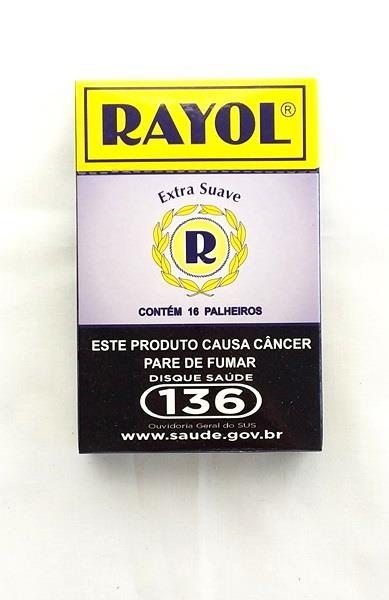 RAYOL®
Extra Suave
R
CONTÉM 16 PALHEIROS
ESTE PRODUTO CAUSA CÂNCER
PARE DE FUMAR
DISQUE SAÚDE
136
Ouvidoria Geral do SUS
www.saude.gov.br